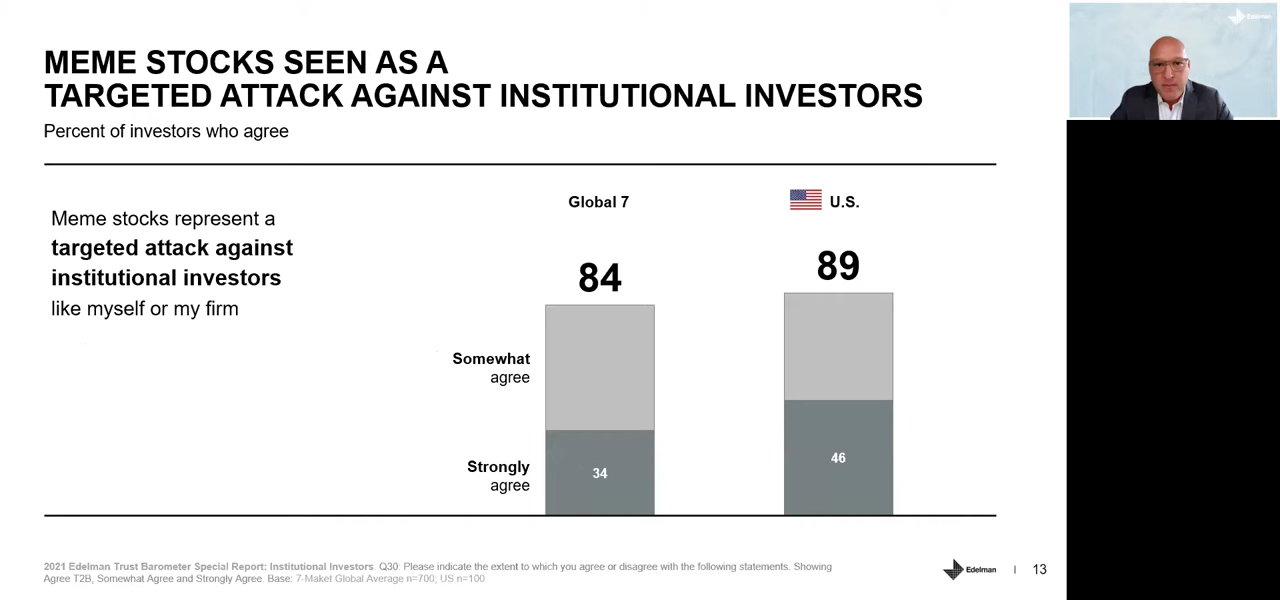 MEME STOCKS SEEN AS A
TARGETED ATTACK AGAINST INSTITUTIONAL INVESTORS
Percent of investors who agree
Meme stocks represent a
targeted attack against
institutional investors
like myself or my firm
Global 7
U.S.
84
89
Somewhat
agree
Strongly
agree
34
46
2021 Edelman Trust Barometer Special Report: Institutional Investors. Q30: Please indicate the extent to which you agree or disagree with the following statements. Showing
Agree T2B, Somewhat Agree and Strongly Agree. Base: 7-Maket Global Average n=700; US n=100
Edelman | 13
Edelman